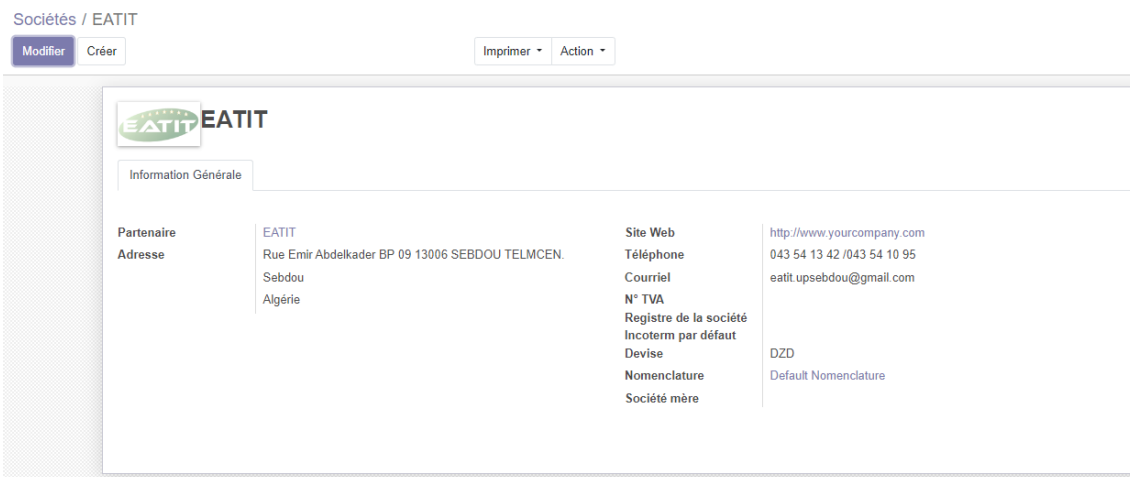 Sociétés / EATIT
Modifier Créer Imprimer Action
EATIT EATIT
Information Générale
Partenaire EATIT
Adresse Rue Emir Abdelkader BP 09 13006 SEBDOU TELMCEN.
Sebdou
Algérie
Site Web http://www.yourcompany.com
Téléphone 043 54 13 42 /043 54 10 95
Courriel eatit.upsebdou@gmail.com
N° TVA
Registre de la société
Incoterm par défaut
Devise DZD
Nomenclature Default Nomenclature
Société mère